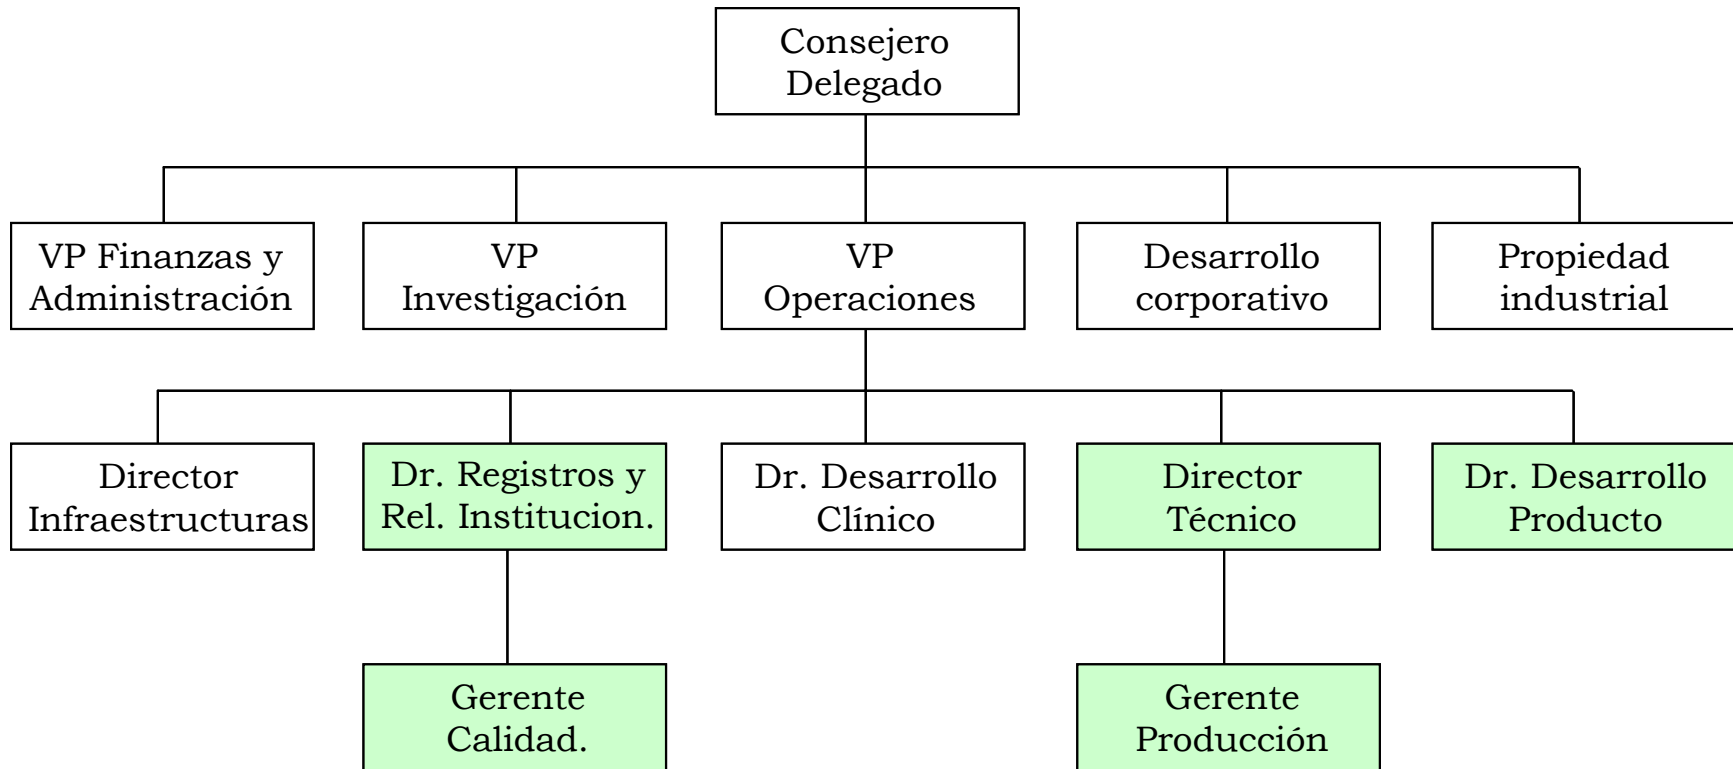 Consejero
Delegado
VP Finanzas y
Administración
VP
Investigación
VP
Operaciones
Desarrollo
corporativo
Propiedad
industrial
Director
Infraestructuras
Dr. Registros y
Rel. Institucion.
Dr. Desarrollo
Clínico
Director
Técnico
Dr. Desarrollo
Producto
Gerente
Calidad.
Gerente
Producción